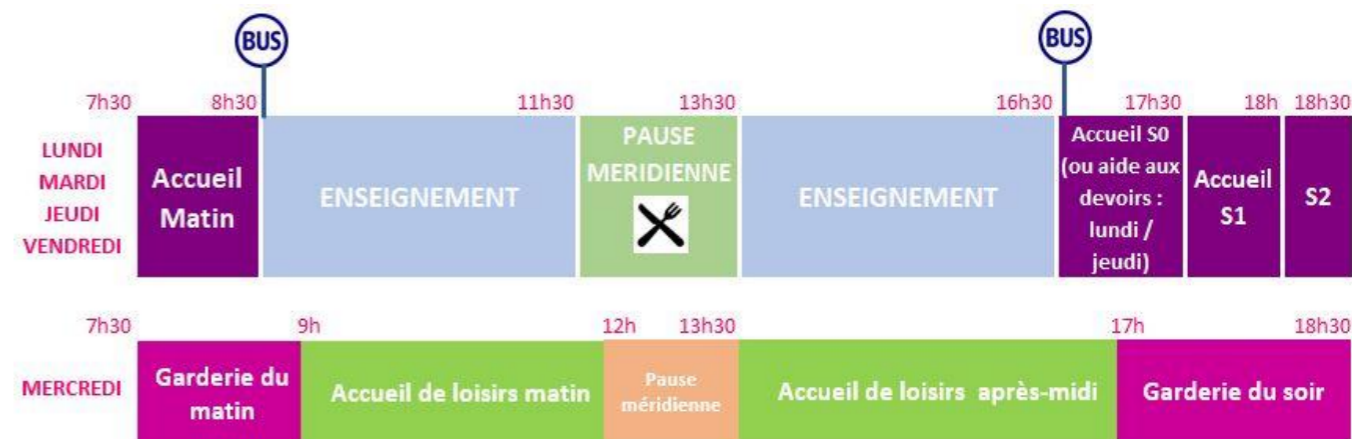 BUS
BUS
7h30 8h30 11h30 13h30 16h30 17h30 18h 18h30
LUNDI
MARDI
JEUDI
VENDREDI
Accueil
Matin
ENSEIGNEMENT
PAUSE
MERIDIENNE
ENSEIGNEMENT
Accueil S0
(ou aide aux
devoirs :
lundi /
jeudi)
Accueil
S1
S2
7h30 9h 12h 13h30 17h 18h30
MERCREDI
Garderie du
matin
Accueil de loisirs matin
Pause
méridienne
Accueil de loisirs après-midi
Garderie du soir